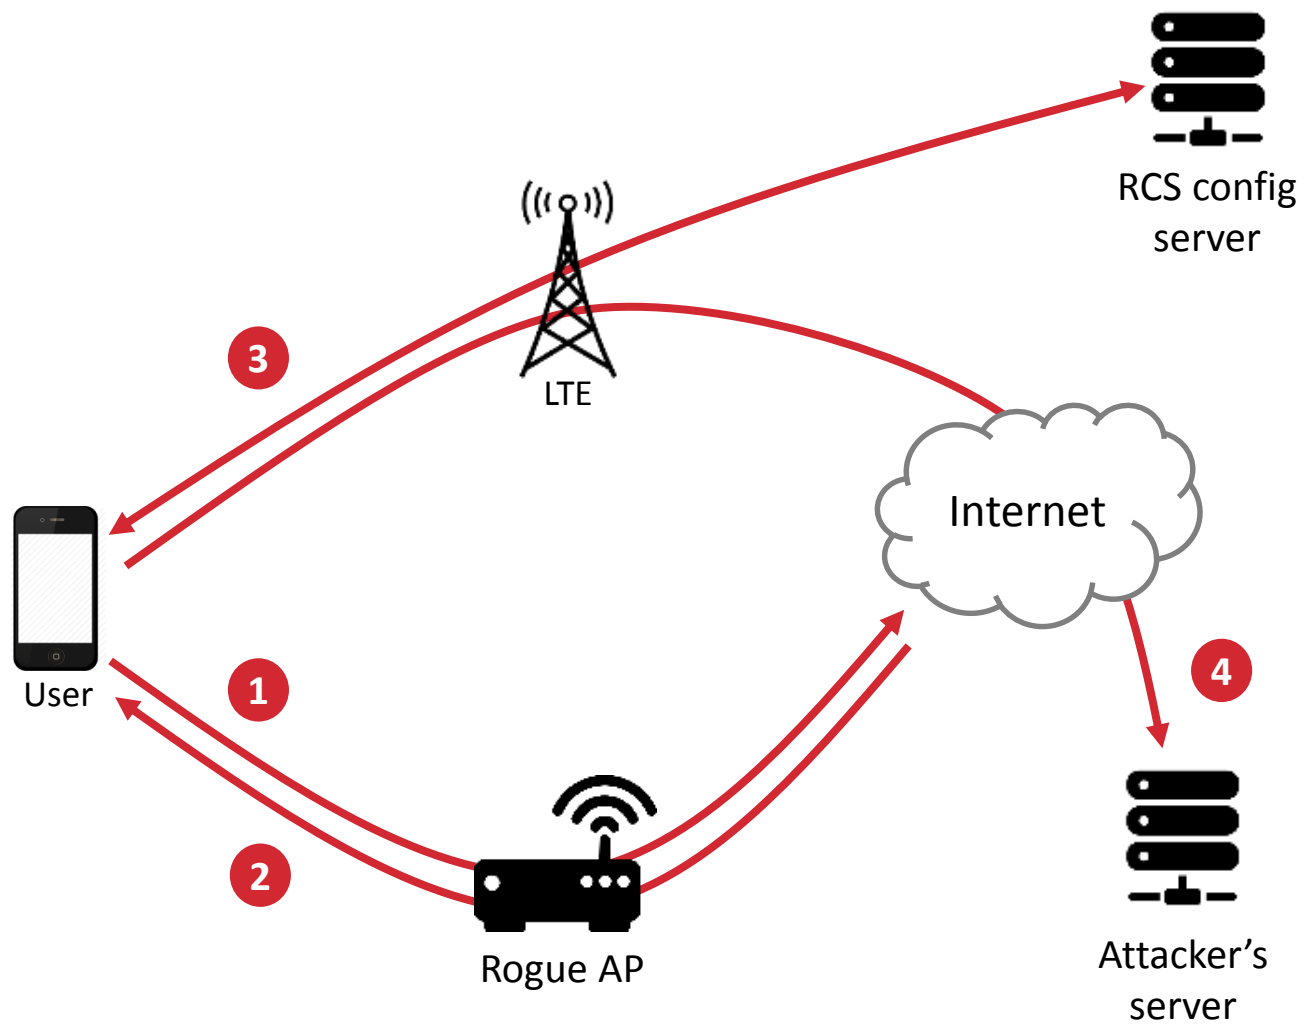 RCS config
server
3
LTE
Internet
User
1
4
2
Rogue AP
Attacker’s
server